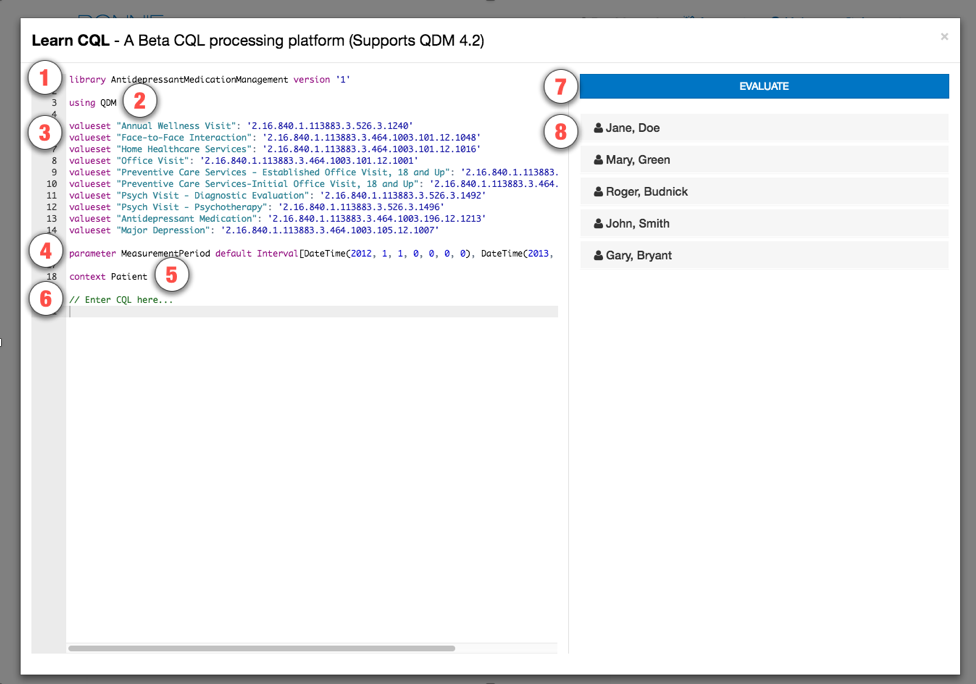 Learn CQL - A Beta CQL processing platform (Supports QDM 4.2)
×
1 library AntidepressantMedicationManagement version '1'
3 using QDM 2
4
3 valueset "Annual Wellness Visit": '2.16.840.1.113883.3.526.3.1240'
valueset "Face-to-Face Interaction": '2.16.840.1.113883.3.464.1003.101.12.1048'
7 valueset "Home Healthcare Services": '2.16.840.1.113883.3.464.1003.101.12.1016'
8 valueset "Office Visit": '2.16.840.1.113883.3.464.1003.101.12.1001'
9 valueset "Preventive Care Services - Established Office Visit, 18 and Up": '2.16.840.1.113883.
10 valueset "Preventive Care Services-Initial Office Visit, 18 and Up": '2.16.840.1.113883.3.464.
11 valueset "Psych Visit - Diagnostic Evaluation": '2.16.840.1.113883.3.526.3.1492'
12 valueset "Psych Visit - Psychotherapy": '2.16.840.1.113883.3.526.3.1496'
13 valueset "Antidepressant Medication": '2.16.840.1.113883.3.464.1003.196.12.1213'
14 valueset "Major Depression": '2.16.840.1.113883.3.464.1003.105.12.1007'
4 parameter MeasurementPeriod default Interval[DateTime(2012, 1, 1, 0, 0, 0, 0), DateTime(2013,
18 context Patient 5
6 // Enter CQL here...
7 EVALUATE
8 Jane, Doe
Mary, Green
Roger, Budnick
John, Smith
Gary, Bryant